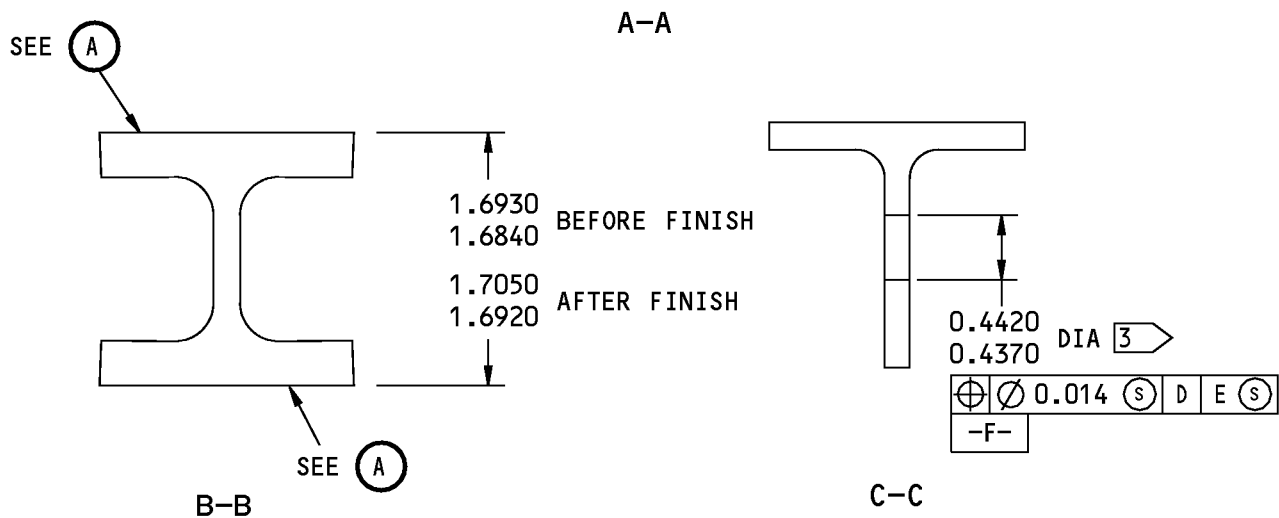 A-A
SEE A
1.6930
1.6840 BEFORE FINISH
1.7050
1.6920 AFTER FINISH
0.4420
0.4370 DIA 3
⌖ ⌀ 0.014 Ⓢ D E Ⓢ
-F-
SEE A
B-B
C-C